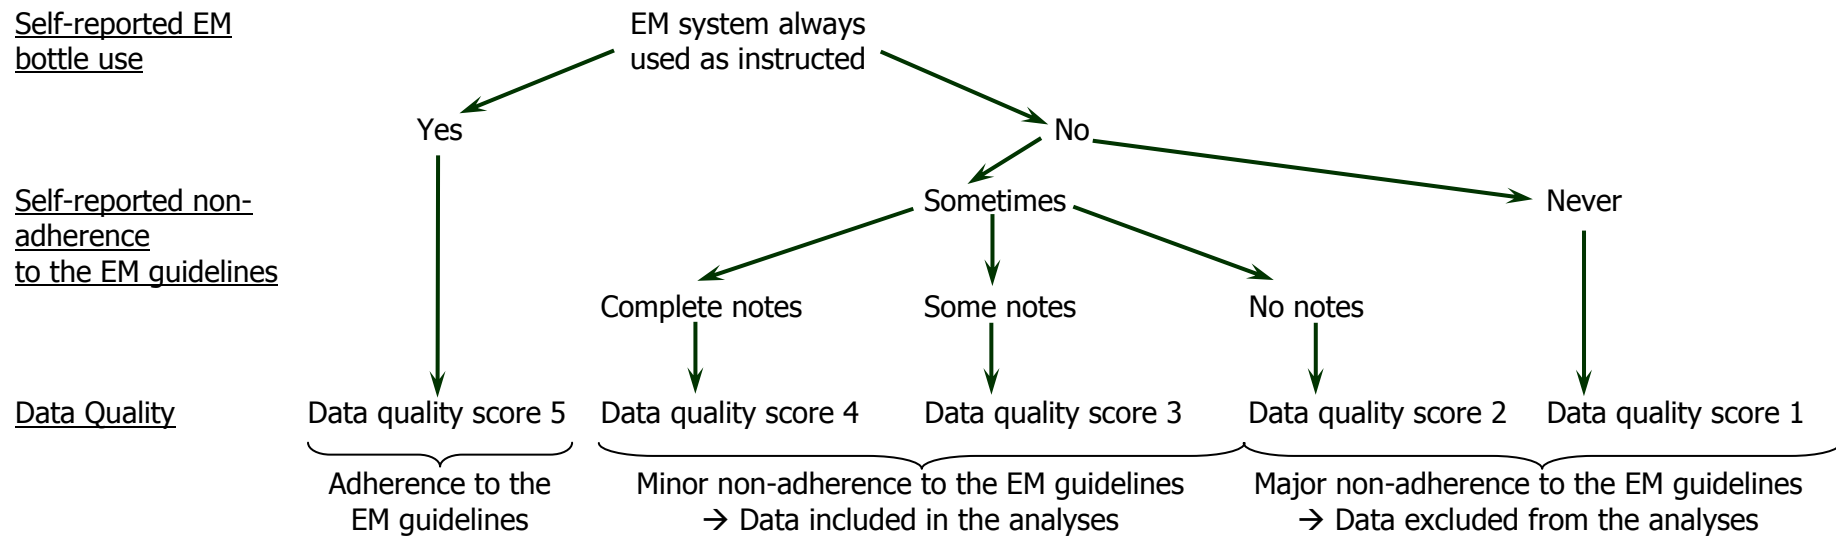 Self-reported EM
bottle use
EM system always
used as instructed
Yes
No
Self-reported non-
adherence
to the EM guidelines
Sometimes
Never
Complete notes
Some notes
No notes
Data Quality
Data quality score 5
Data quality score 4
Data quality score 3
Data quality score 2
Data quality score 1
Adherence to the
EM guidelines
Minor non-adherence to the EM guidelines
→ Data included in the analyses
Major non-adherence to the EM guidelines
→ Data excluded from the analyses